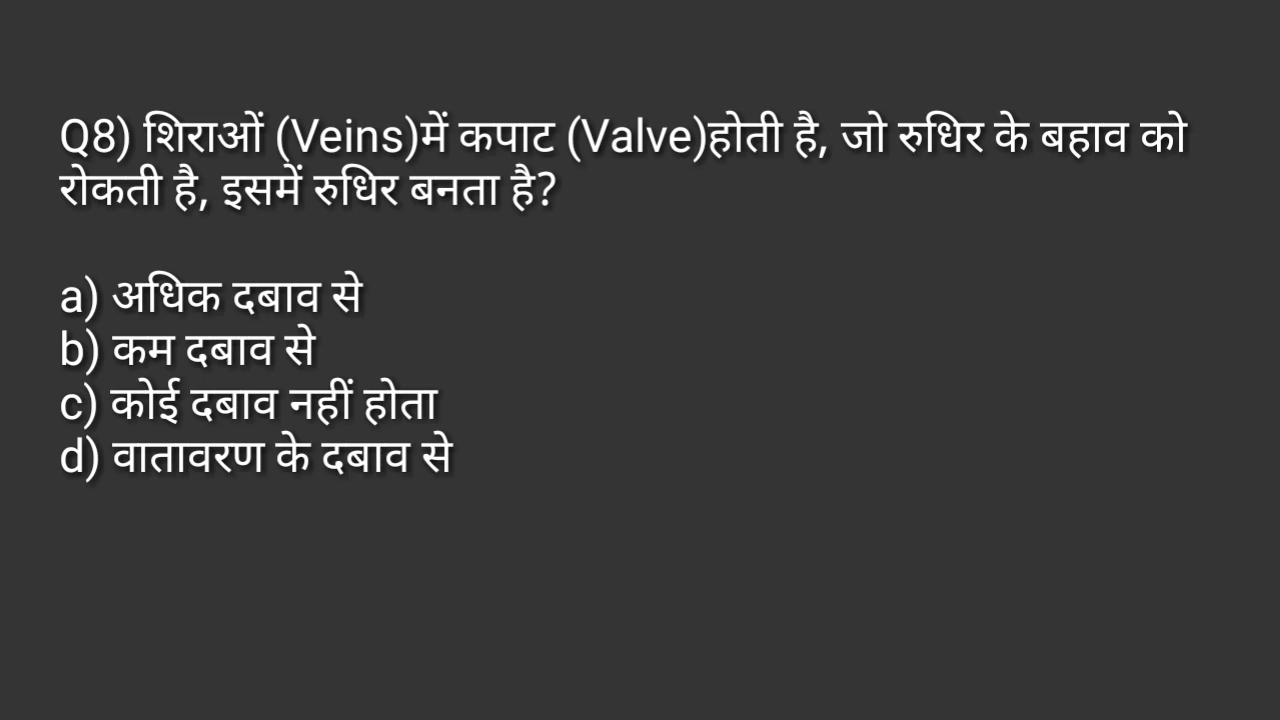 Q8) शिराओं (Veins)में कपाट (Valve)होती है, जो रुधिर के बहाव को
रोकती है, इसमें रुधिर बनता है?
a) अधिक दबाव से
b) कम दबाव से
c) कोई दबाव नहीं होता
d) वातावरण के दबाव से